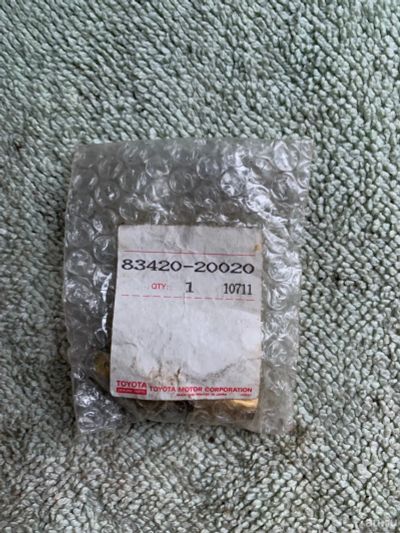 83420-20020
QTY: 1 10711
TOYOTA TOYOTA MOTOR CORPORATION